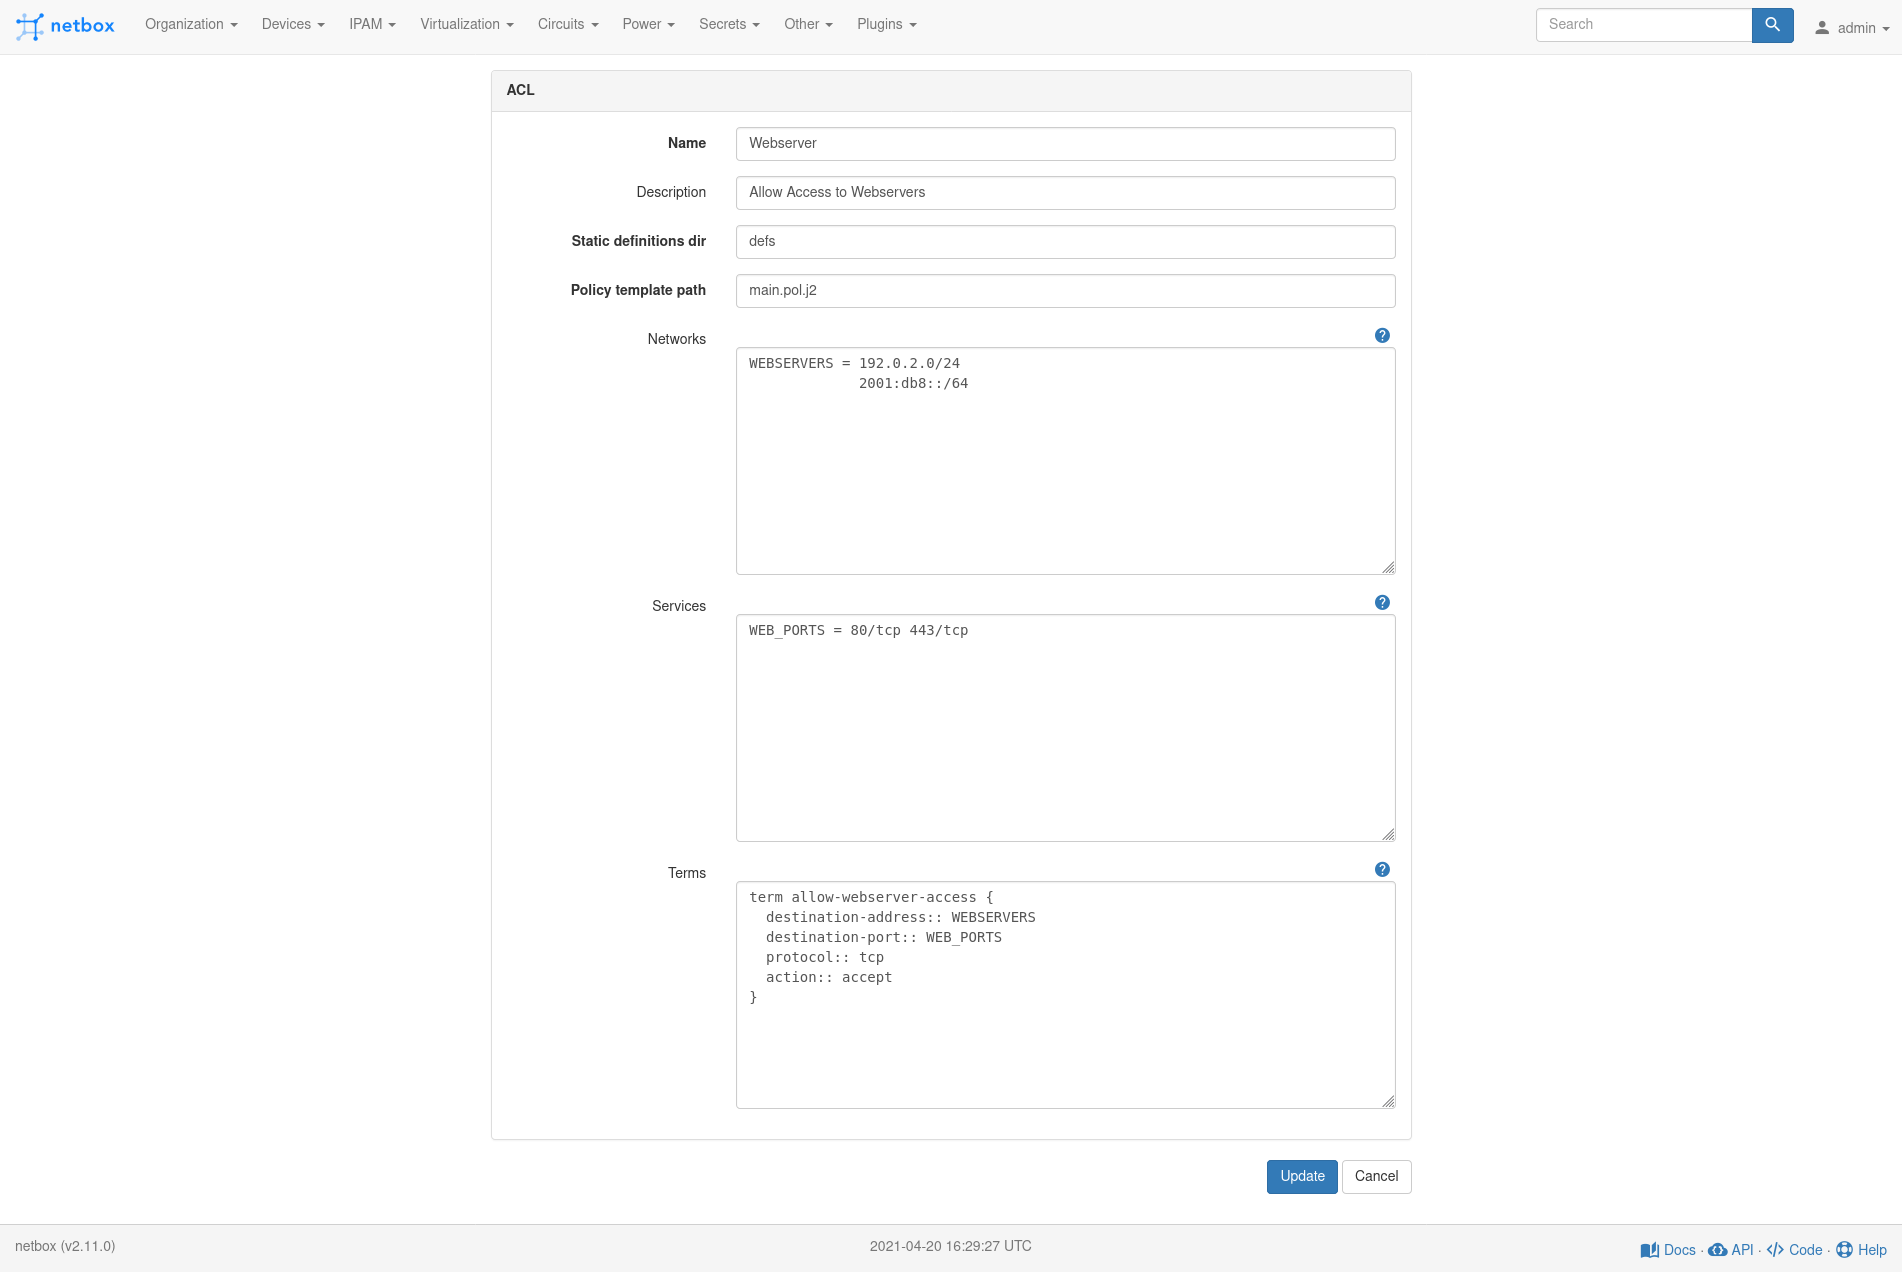 netbox Organization Devices IPAM Virtualization Circuits Power Secrets Other Plugins Search admin
ACL
Name Webserver
Description Allow Access to Webservers
Static definitions dir defs
Policy template path main.pol.j2
Networks ?
WEBSERVERS = 192.0.2.0/24
2001:db8::/64
Services ?
WEB_PORTS = 80/tcp 443/tcp
Terms ?
term allow-webserver-access {
  destination-address:: WEBSERVERS
  destination-port:: WEB_PORTS
  protocol:: tcp
  action:: accept
}
Update Cancel
netbox (v2.11.0) 2021-04-20 16:29:27 UTC Docs · API · Code · Help